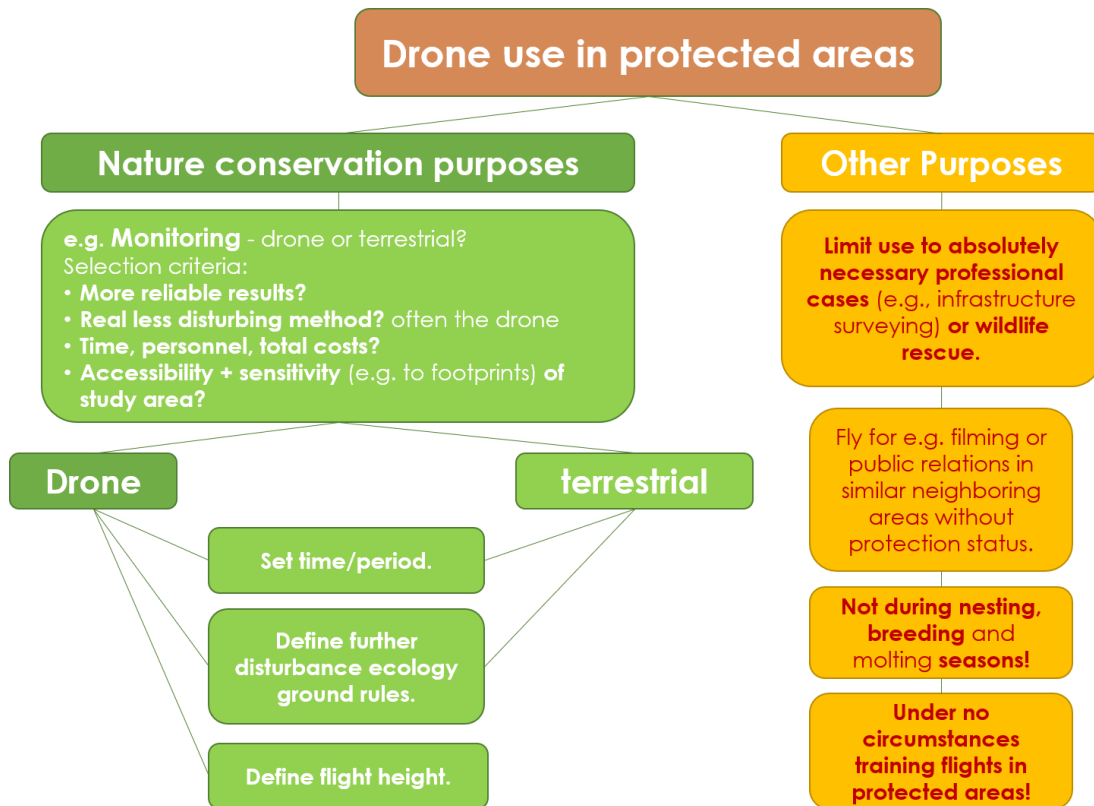 Drone use in protected areas
Nature conservation purposes
e.g. Monitoring - drone or terrestrial?
Selection criteria:
• More reliable results?
• Real less disturbing method? often the drone
• Time, personnel, total costs?
• Accessibility + sensitivity (e.g. to footprints) of
study area?
Drone
terrestrial
Set time/period.
Define further
disturbance ecology
ground rules.
Define flight height.
Other Purposes
Limit use to absolutely
necessary professional
cases (e.g., infrastructure
surveying) or wildlife
rescue.
Fly for e.g. filming or
public relations in
similar neighboring
areas without
protection status.
Not during nesting,
breeding and
molting seasons!
Under no
circumstances
training flights in
protected areas!